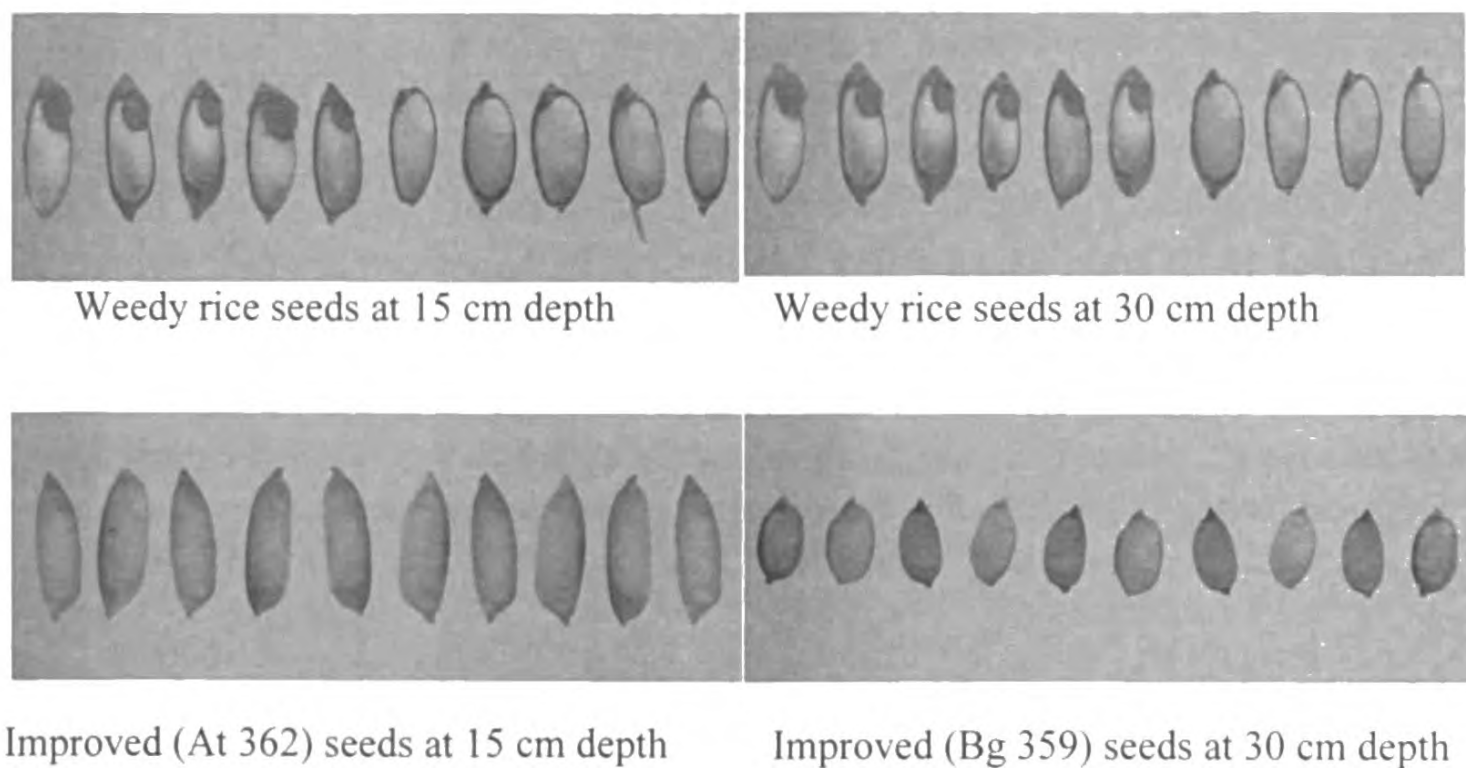 Weedy rice seeds at 15 cm depth
Weedy rice seeds at 30 cm depth
Improved (At 362) seeds at 15 cm depth
Improved (Bg 359) seeds at 30 cm depth